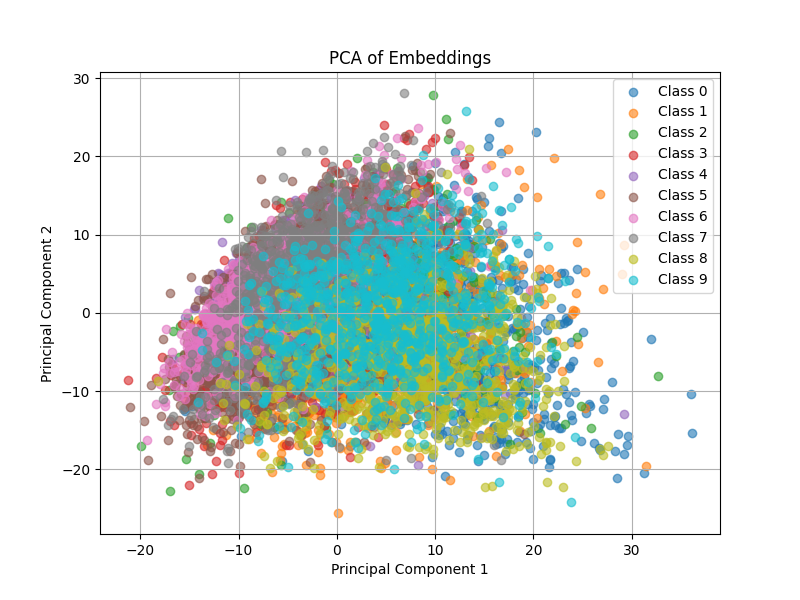 PCA of Embeddings
30
20
10
0
−10
−20
Principal Component 2
−20
−10
0
10
20
30
Principal Component 1
Class 0
Class 1
Class 2
Class 3
Class 4
Class 5
Class 6
Class 7
Class 8
Class 9